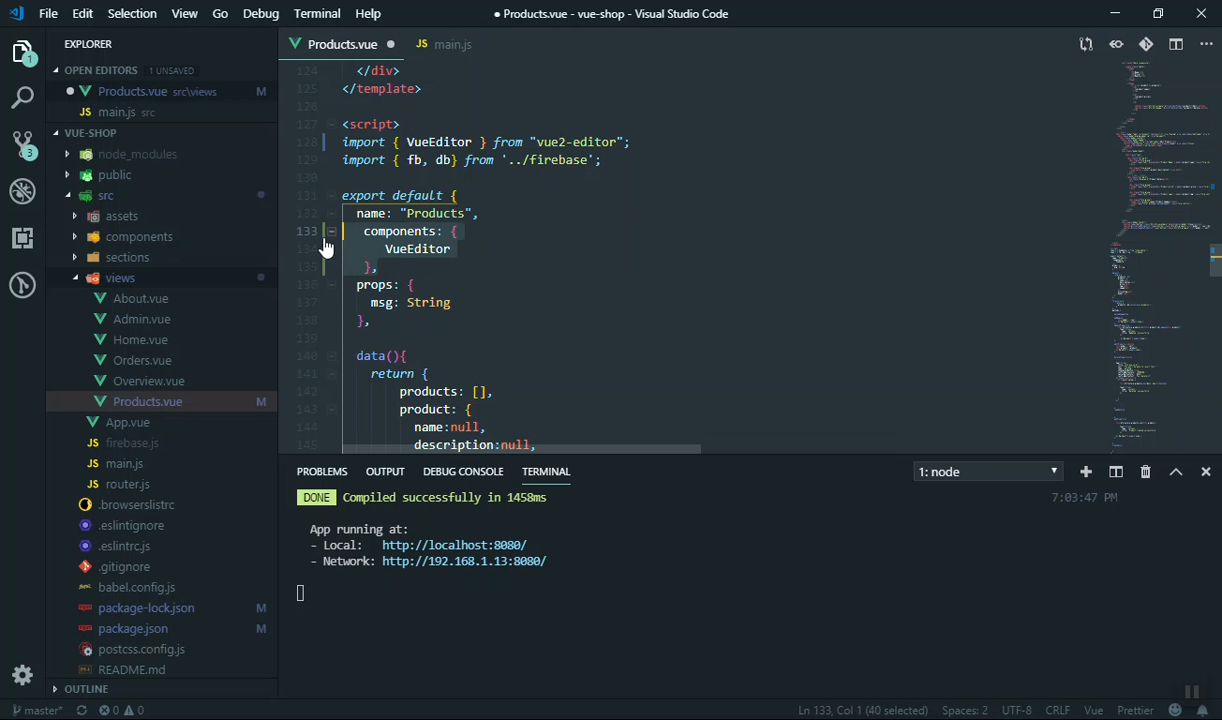 File Edit Selection View Go Debug Terminal Help
● Products.vue - vue-shop - Visual Studio Code
EXPLORER
OPEN EDITORS 1 UNSAVED
Products.vue src\views M
JS main.js src
VUE-SHOP
node_modules
public
src
assets
components
sections
views
About.vue
Admin.vue
Home.vue
Orders.vue
Overview.vue
Products.vue M
App.vue
JS firebase.js
JS main.js
JS router.js
.browserslistrc
.eslintignore
.eslintrc.js
.gitignore
babel.config.js
package-lock.json M
package.json M
postcss.config.js
README.md
OUTLINE
1
3
Products.vue ●
JS main.js
124 </div>
125 </template>
126
127 <script>
128 import { VueEditor } from "vue2-editor";
129 import { fb, db} from '../firebase';
130
131 export default {
132 name: "Products",
133 components: {
134 VueEditor
135 },
136 props: {
137 msg: String
138 },
139
140 data(){
141 return {
142 products: [],
143 product: {
144 name:null,
145 description:null,
PROBLEMS OUTPUT DEBUG CONSOLE TERMINAL
1: node
DONE Compiled successfully in 1458ms 7:03:47 PM
App running at:
- Local: http://localhost:8080/
- Network: http://192.168.1.13:8080/
master* 0 0
Ln 133, Col 1 (40 selected) Spaces: 2 UTF-8 CRLF Vue Prettier